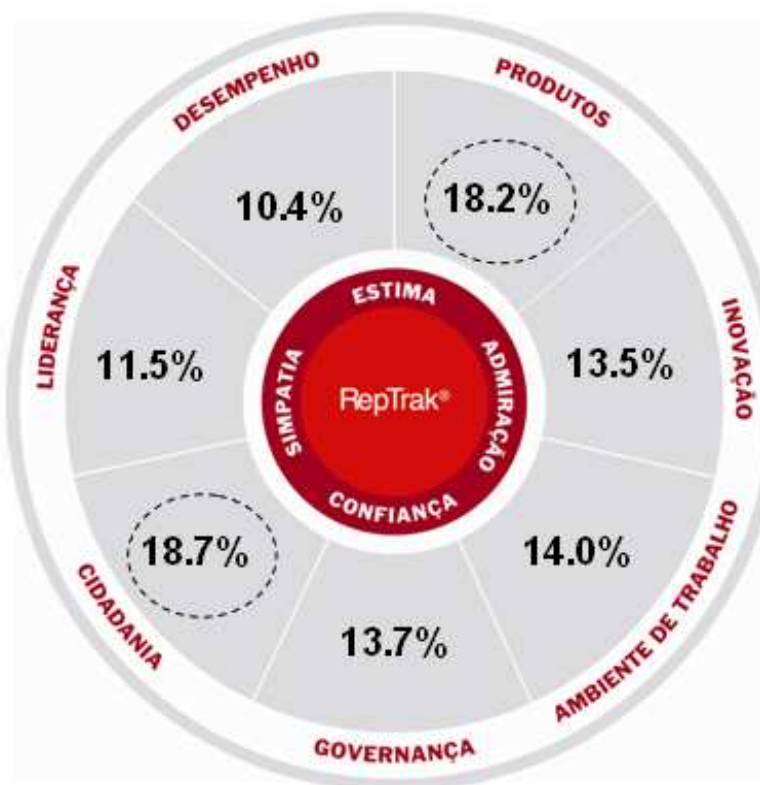 DESEMPENHO
10.4%
PRODUTOS
18.2%
INOVAÇÃO
13.5%
AMBIENTE DE TRABALHO
14.0%
GOVERNANÇA
13.7%
CIDADANIA
18.7%
LIDERANÇA
11.5%
ESTIMA
ADMIRAÇÃO
CONFIANÇA
SIMPATIA
RepTrak®